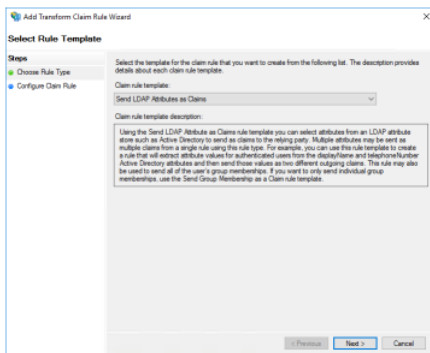 Add Transform Claim Rule Wizard
Select Rule Template
Steps
Choose Rule Type
Configure Claim Rule
Select the template for the claim rule that you want to create from the following list. The description provides
details about each claim rule template.
Claim rule template:
Send LDAP Attributes as Claims
Claim rule template description:
Using the Send LDAP Attribute as Claims rule template you can select attributes from an LDAP attribute
store such as Active Directory to send as claims to the relying party. Multiple attributes may be sent as
multiple claims from a single rule using this rule type. For example, you can use this rule template to create
a rule that will extract attribute values for authenticated users from the displayName and telephoneNumber
Active Directory attributes and then send those values as two different outgoing claims. This rule may also
be used to send all of the user's group memberships. If you want to only send individual group
memberships, use the Send Group Membership as a Claim rule template.
< Previous
Next >
Cancel